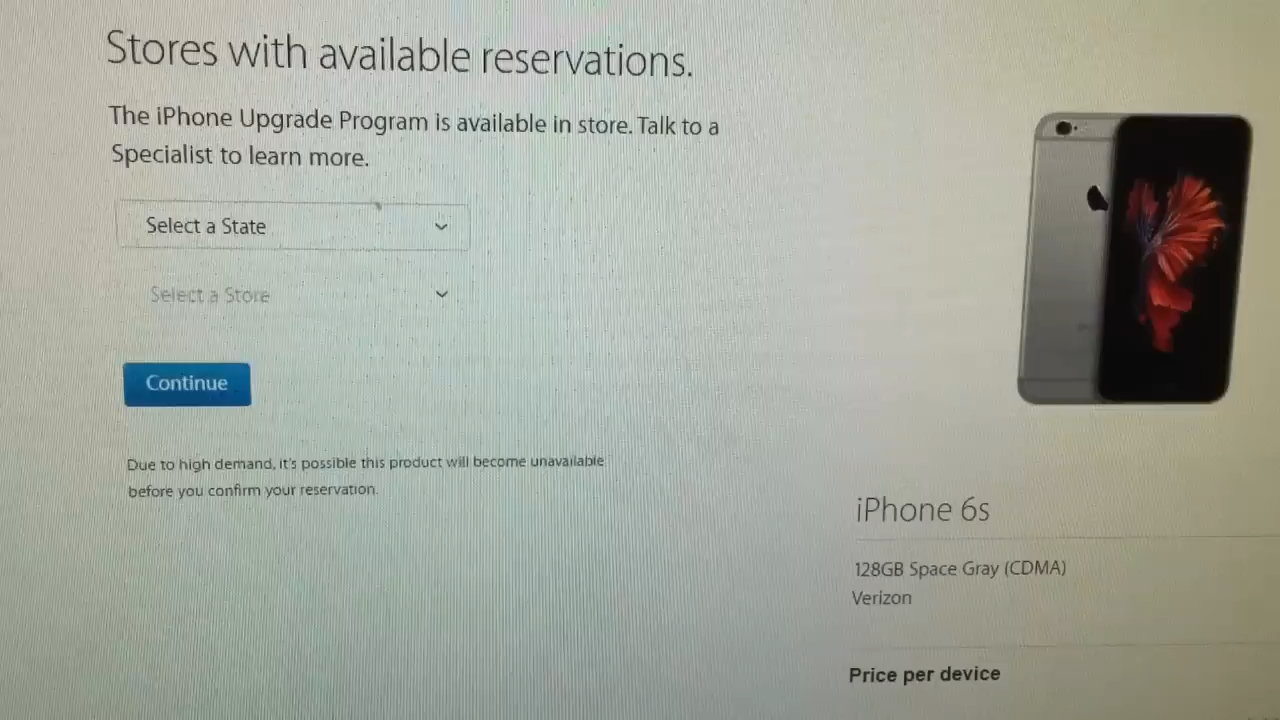 Stores with available reservations.
The iPhone Upgrade Program is available in store. Talk to a
Specialist to learn more.
Select a State
Select a Store
Continue
Due to high demand, it's possible this product will become unavailable
before you confirm your reservation.
iPhone 6s
128GB Space Gray (CDMA)
Verizon
Price per device